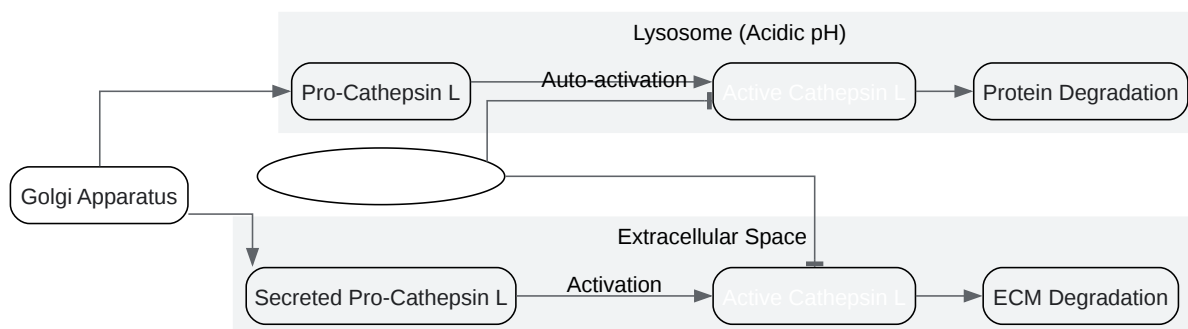 Lysosome (Acidic pH)
Pro-Cathepsin L
Auto-activation
Active Cathepsin L
Protein Degradation
Golgi Apparatus
Extracellular Space
Secreted Pro-Cathepsin L
Activation
Active Cathepsin L
ECM Degradation